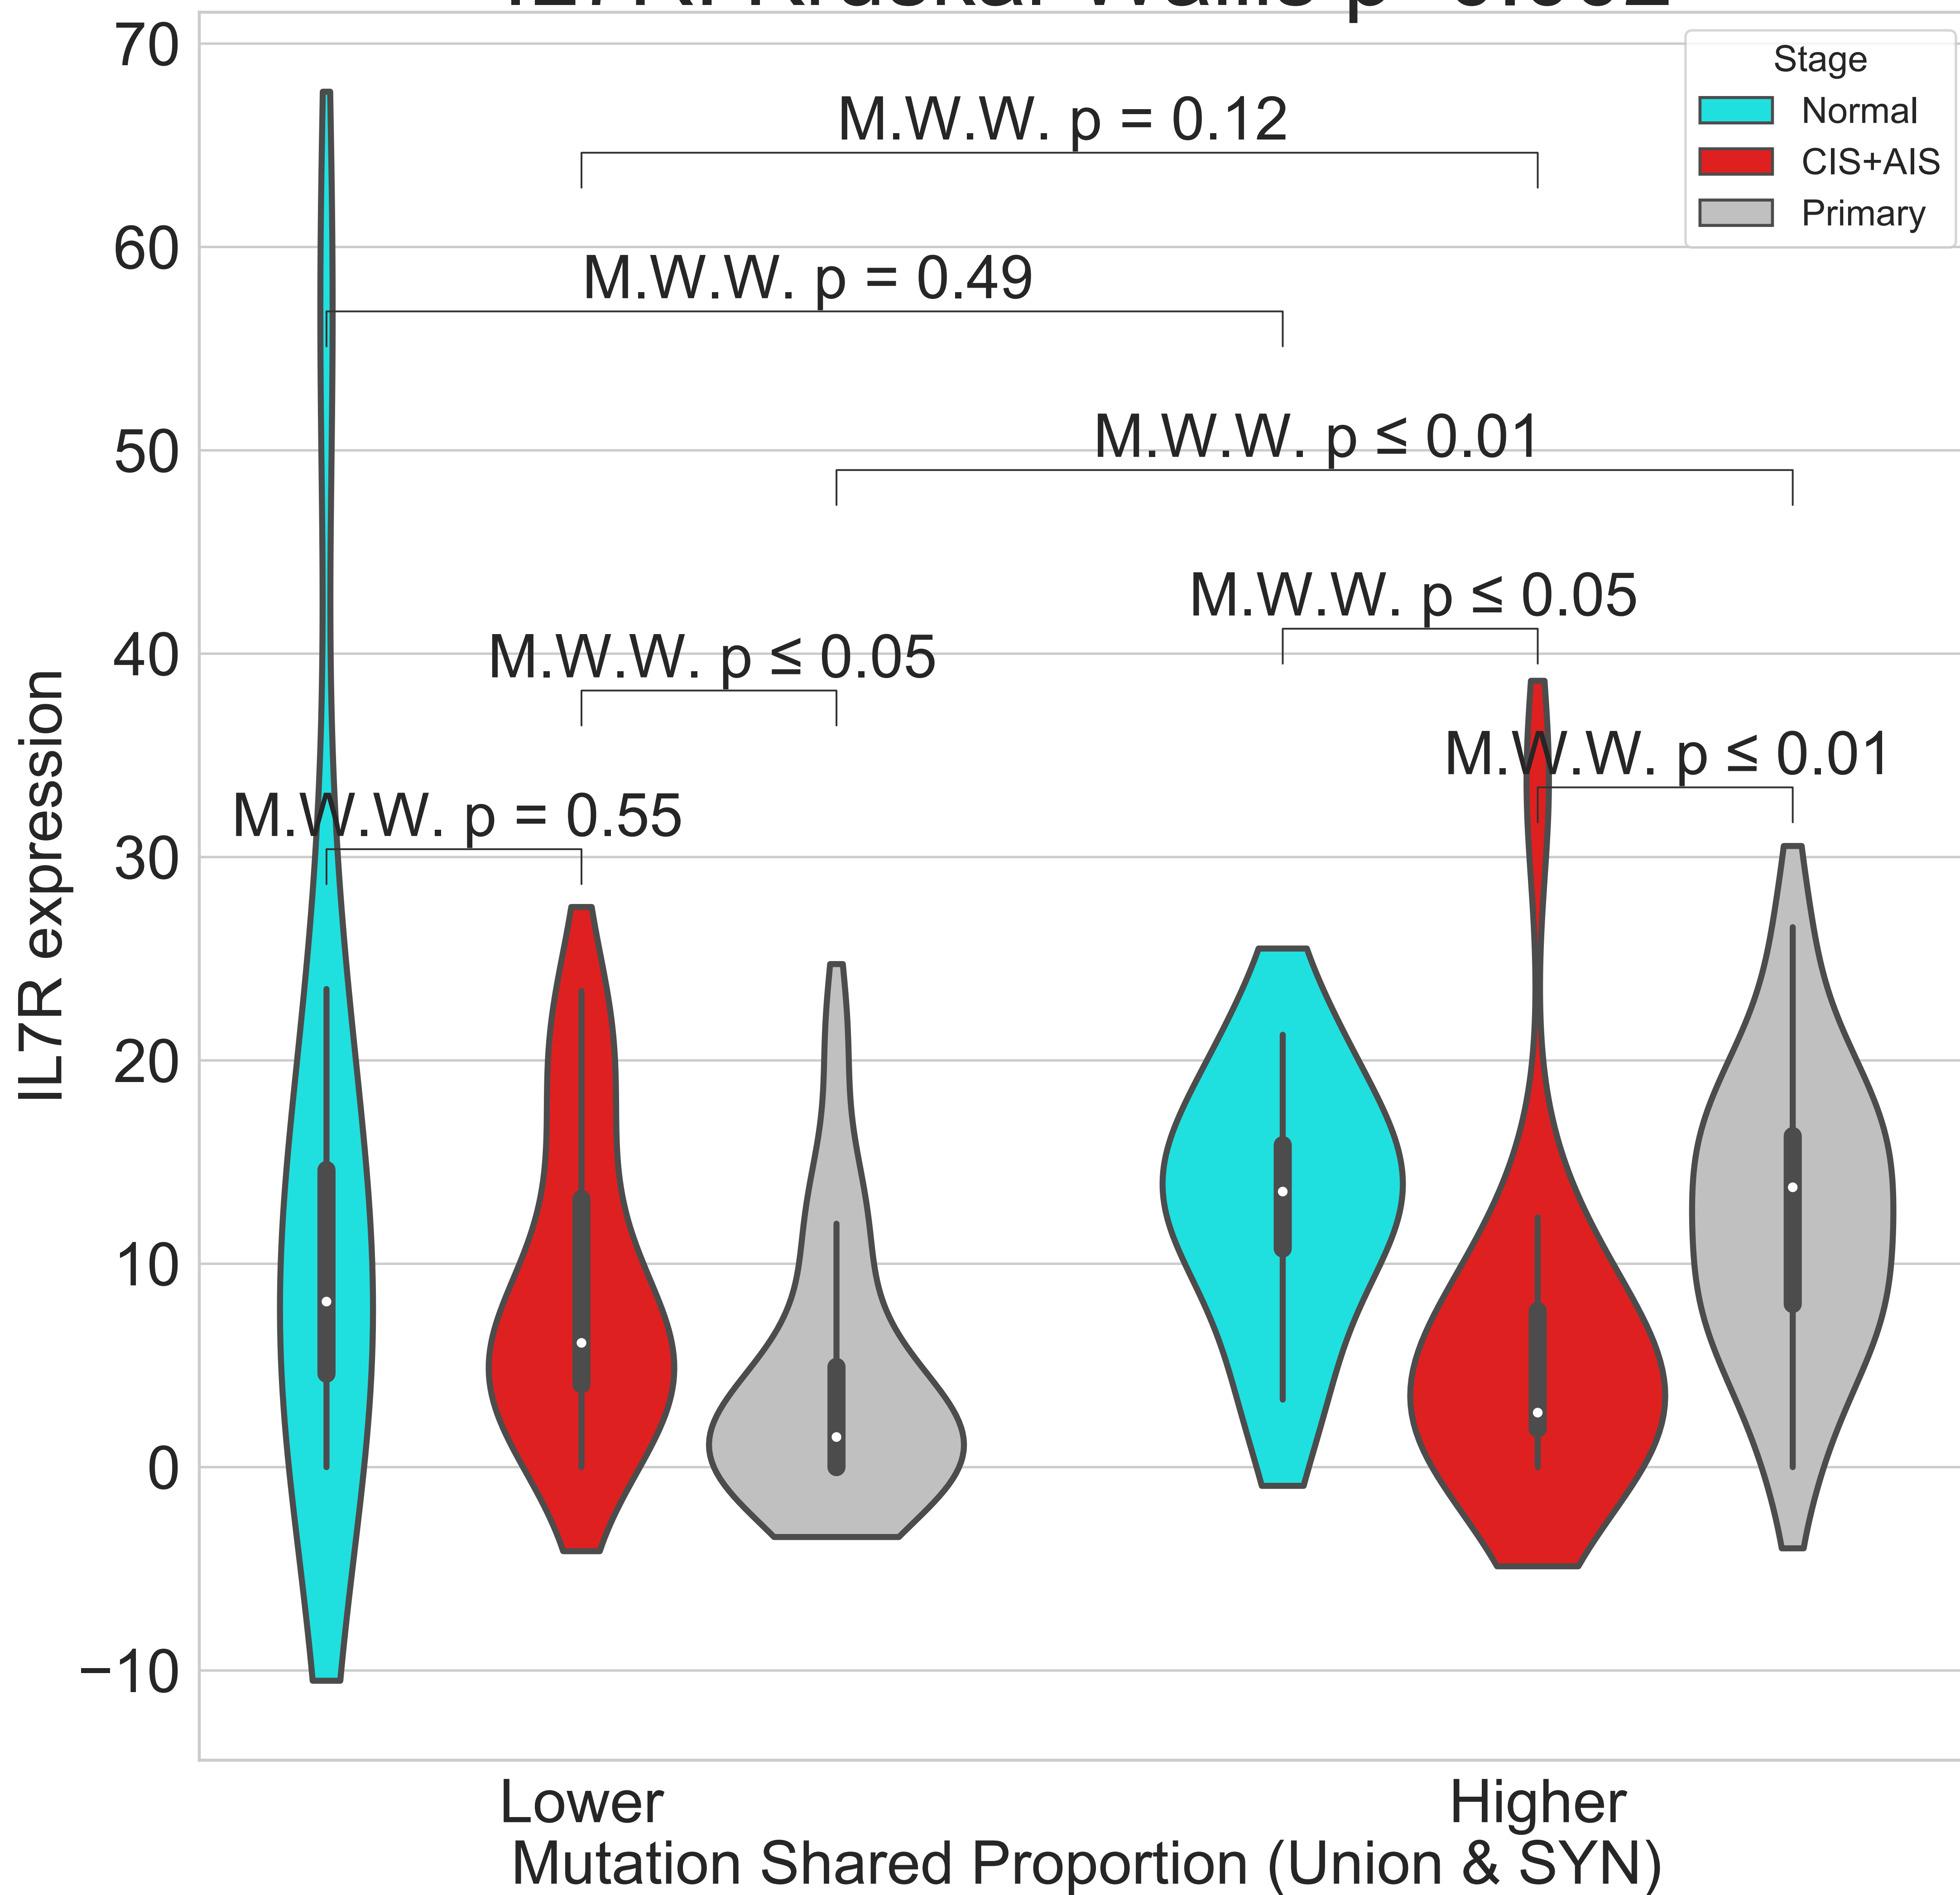 70
60
50
40
30
20
10
0
−10
IL7R expression
Stage
Normal
CIS+AIS
Primary
M.W.W. p = 0.12
M.W.W. p = 0.49
M.W.W. p ≤ 0.01
M.W.W. p ≤ 0.05
M.W.W. p ≤ 0.05
M.W.W. p ≤ 0.01
M.W.W. p = 0.55
Lower
Higher
Mutation Shared Proportion (Union & SYN)